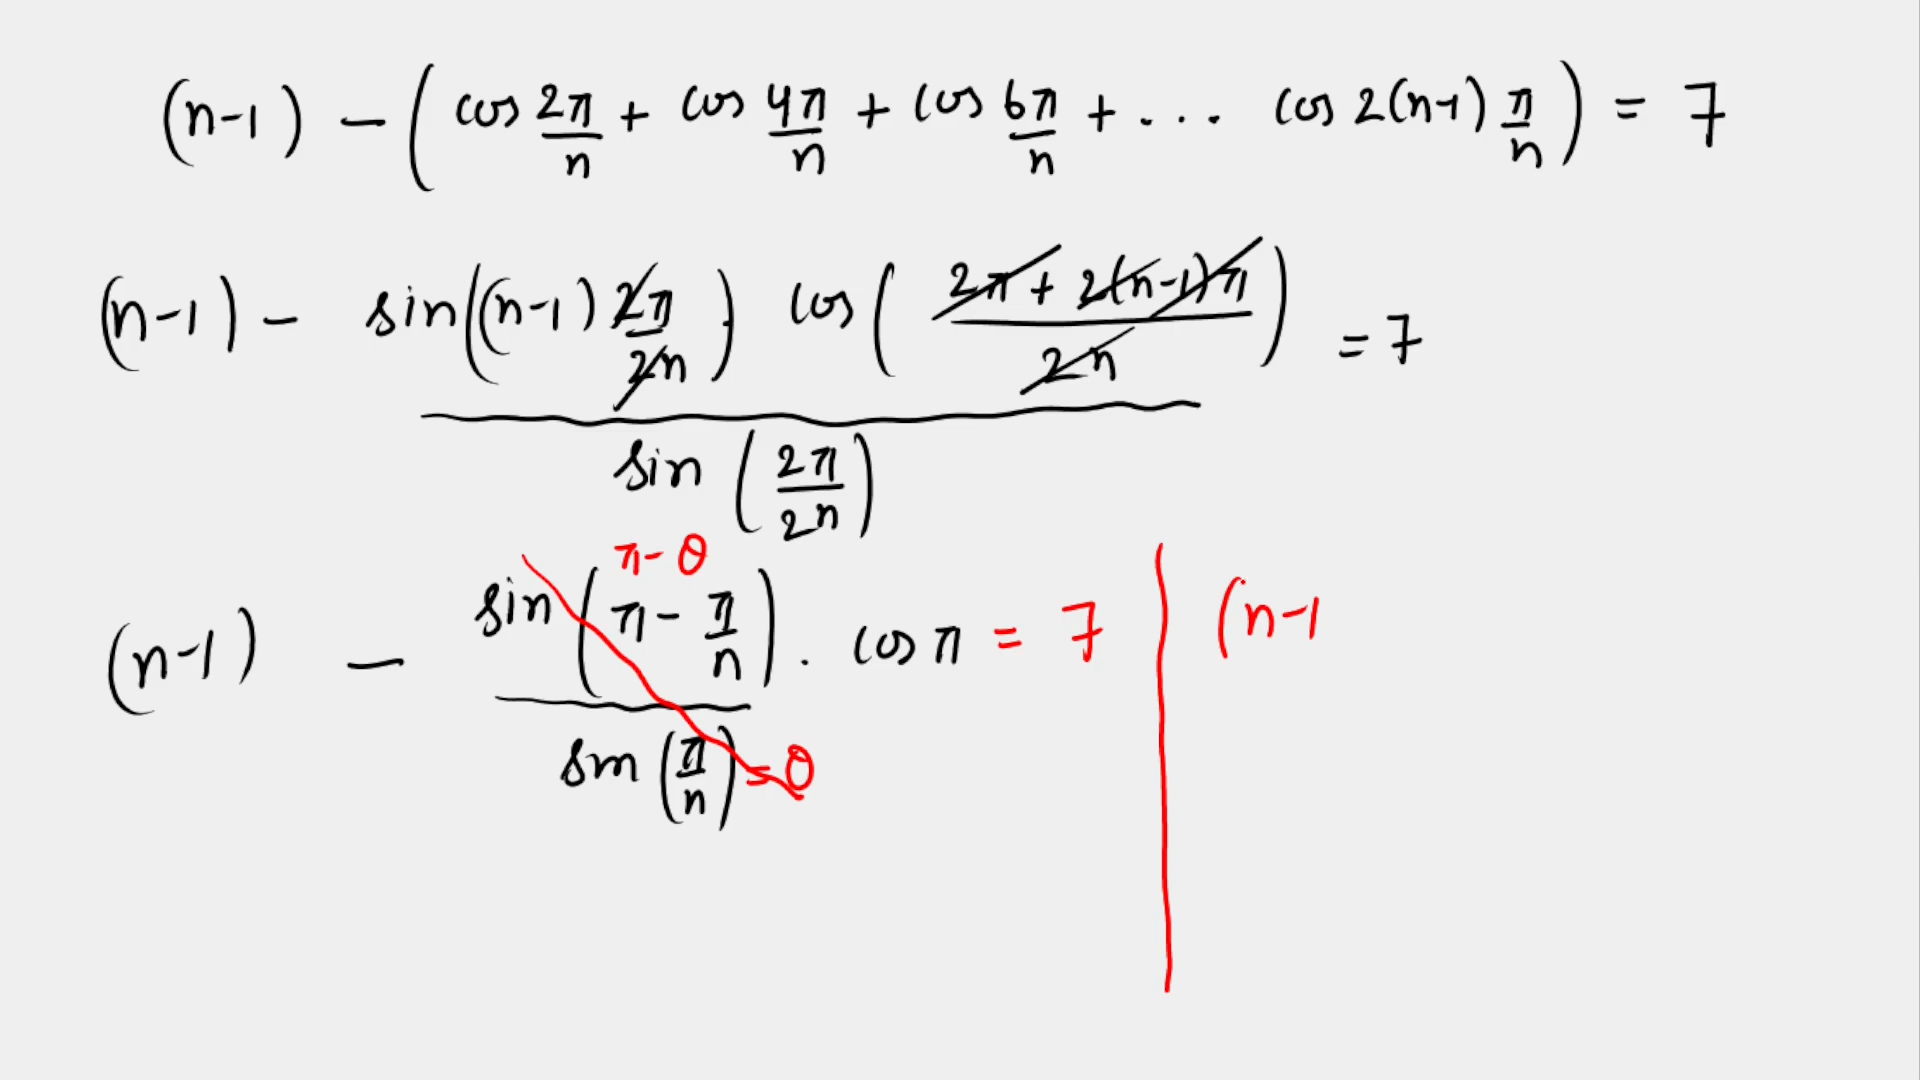 (n-1) - ( cos 2π/n + cos 4π/n + cos 6π/n + . . . cos 2(n-1) π/n ) = 7
(n-1) - sin((n-1) 2π/2n) cos( 2π + 2(n-1)π / 2n ) = 7
sin ( 2π/2n )
π - θ
(n-1) - sin ( π - π/n ) . cos π = 7 (n-1
sin ( π/n ) = θ